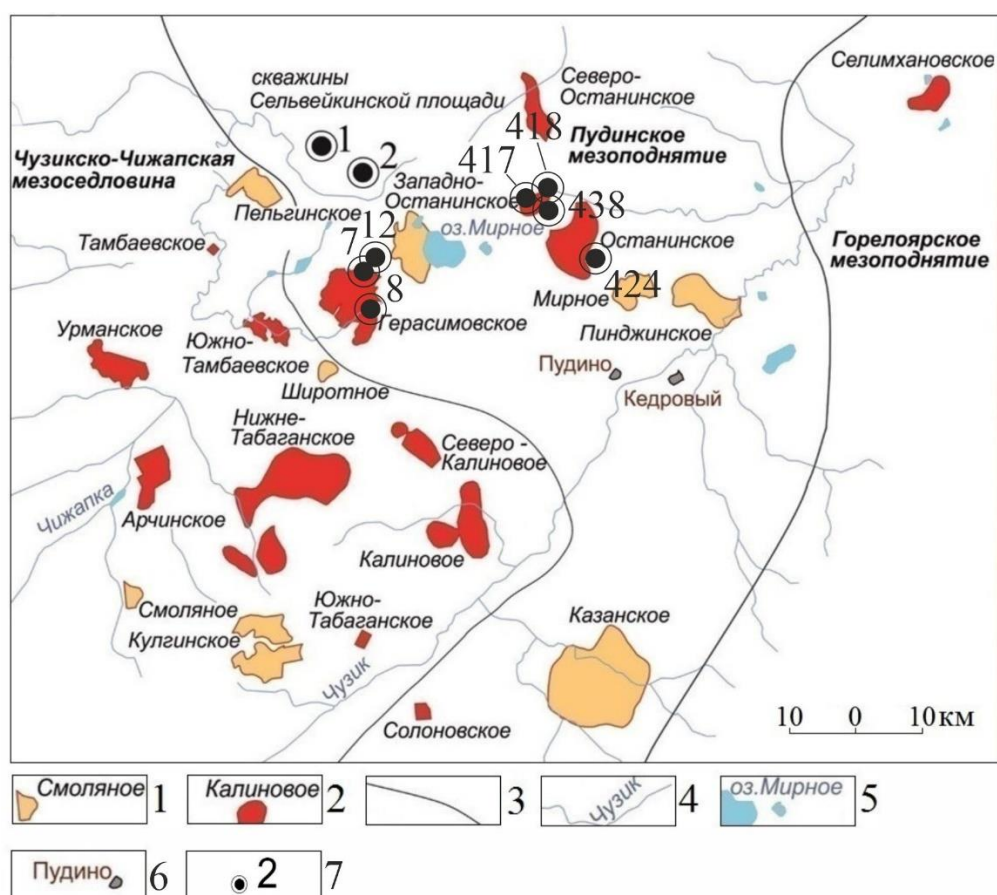 скважины
Сельвейкинской площади
Северо-
Останинское
Селимхановское
418
Пудинское
мезоподнятие
1
2
417
Чузикско-Чижапская
мезоседловина
Западно-
Останинское
438
Пельгинское
12
оз.Мирное
Останинское
Тамбаевское
7
Горелоярское
мезоподнятие
8
424
Мирное
Герасимовское
Пинджинское
Урманское
Южно-
Тамбаевское
Пудино
Широтное
Кедровый
Нижне-
Табаганское
Северо -
Калиновое
Чижапка
Арчинское
Калиновое
Смоляное
Южно-
Табаганское
Казанское
Кулгинское
Чузик
Солоновское
10 0 10 км
Смоляное 1
Калиновое 2
3
Чузик 4
оз.Мирное 5
Пудино 6
2 7